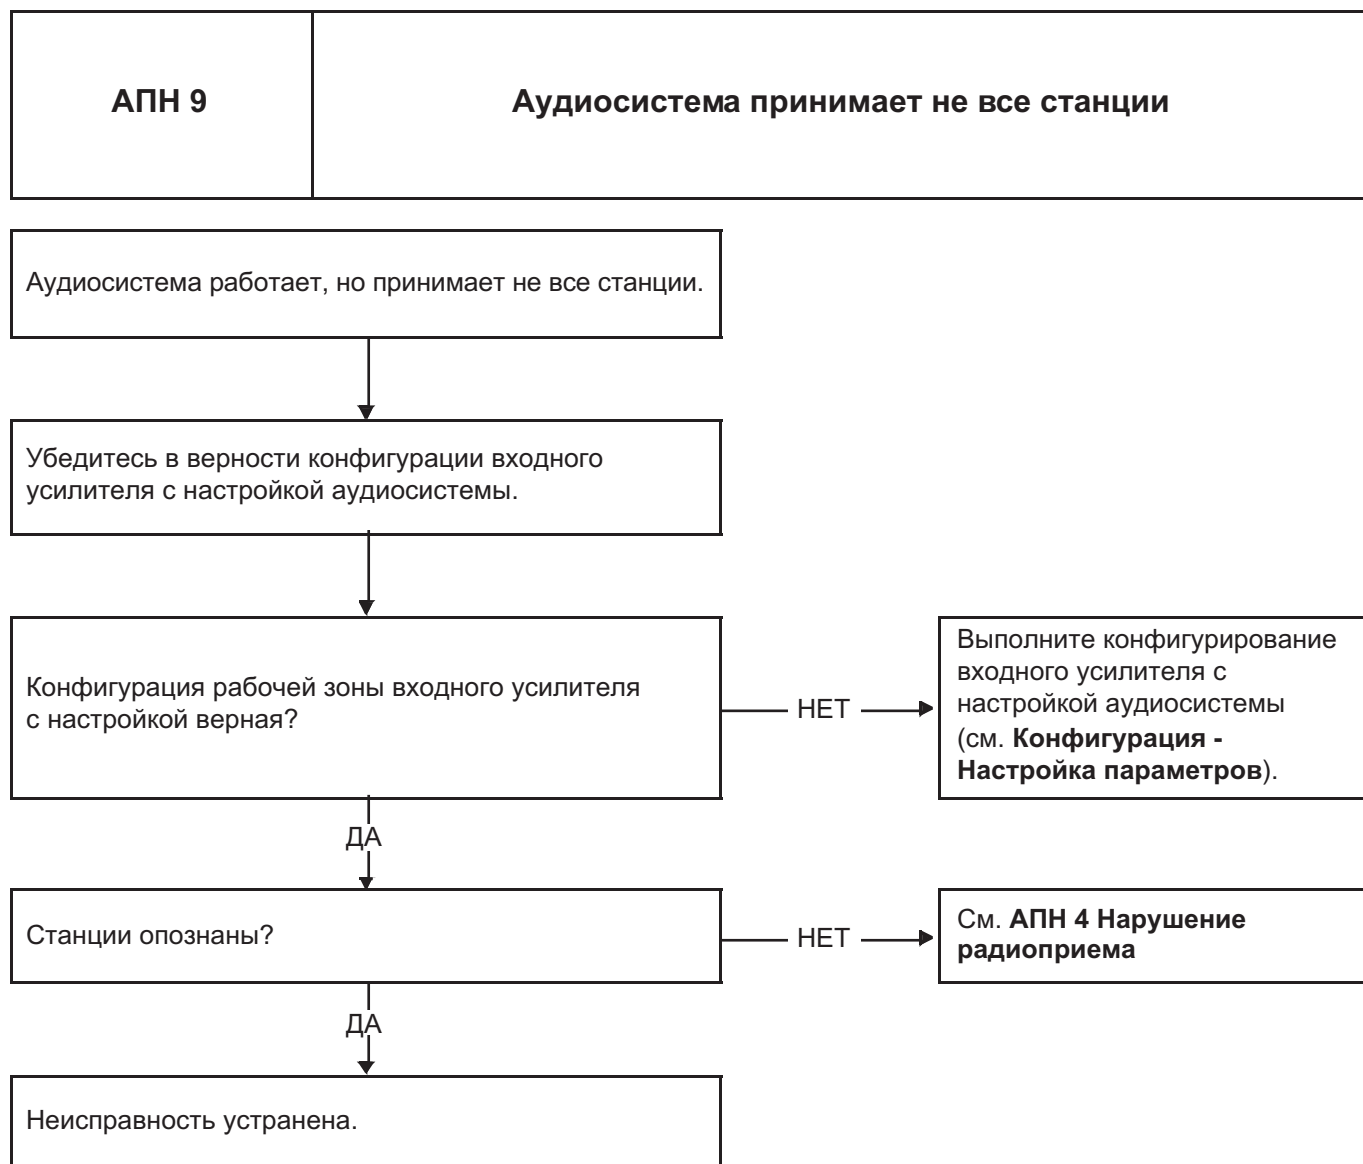 АПН 9
Аудиосистема принимает не все станции
Аудиосистема работает, но принимает не все станции.
Убедитесь в верности конфигурации входного
усилителя с настройкой аудиосистемы.
Конфигурация рабочей зоны входного усилителя
с настройкой верная?
НЕТ
Выполните конфигурирование
входного усилителя с
настройкой аудиосистемы
(см. Конфигурация -
Настройка параметров).
ДА
Станции опознаны?
НЕТ
См. АПН 4 Нарушение
радиоприема
ДА
Неисправность устранена.